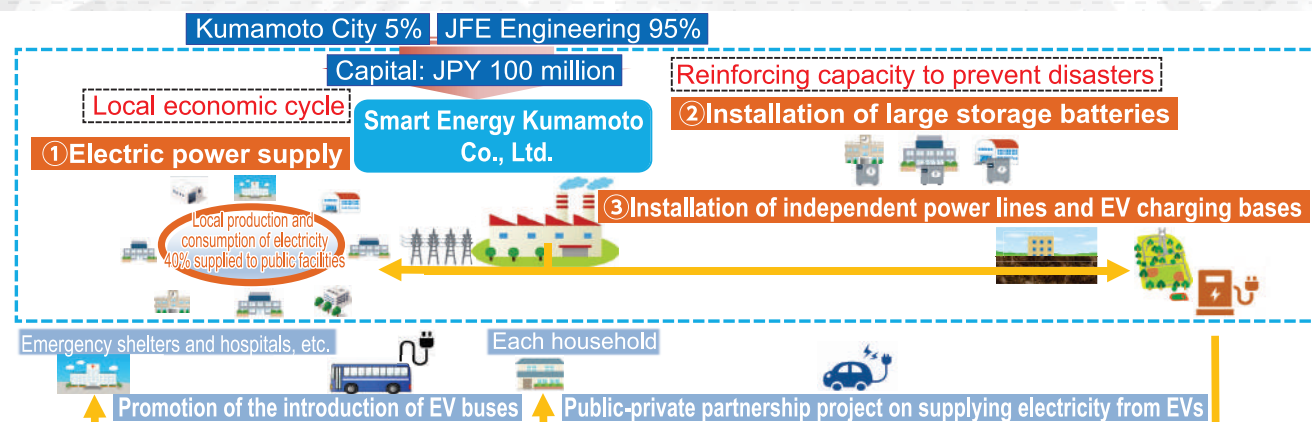 Kumamoto City 5%
JFE Engineering 95%
Capital: JPY 100 million
Local economic cycle
Smart Energy Kumamoto
Co., Ltd.
Reinforcing capacity to prevent disasters
①Electric power supply
②Installation of large storage batteries
Local production and
consumption of electricity
40% supplied to public facilities
③Installation of independent power lines and EV charging bases
Emergency shelters and hospitals, etc.
Each household
Promotion of the introduction of EV buses
Public-private partnership project on supplying electricity from EVs